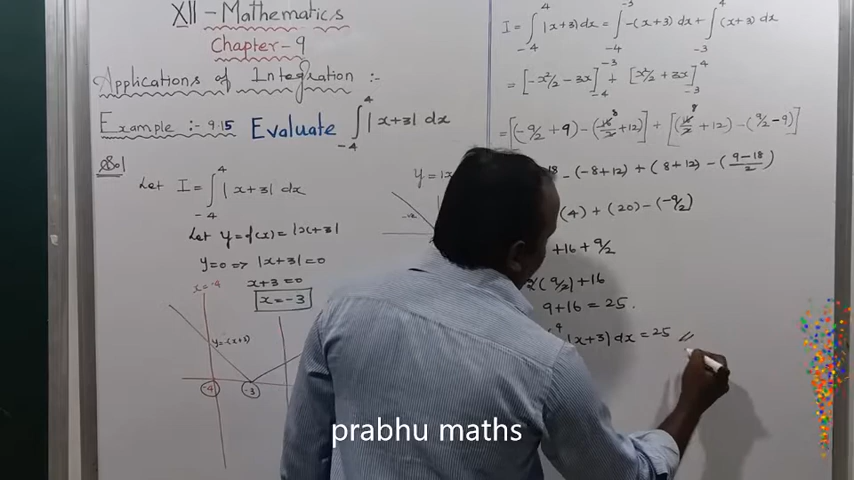 XII - Mathematics
Chapter - 9
Applications of Integration :-
Example :- 9.15 Evaluate ∫₋₄⁴ |x+3| dx
Sol
Let I = ∫₋₄⁴ |x+3| dx
Let y = f(x) = |x+3|
y=0 => |x+3| = 0
x+3 = 0
x = -3
x = -4
y = -(x+3)
-4
-3
y = |x
I = ∫₋₄⁴ |x+3| dx = ∫₋₄⁻³ -(x+3) dx + ∫₋₃⁴ (x+3) dx
= [-x²/2 - 3x]₋₄⁻³ + [x²/2 + 3x]₋₃⁴
= [(-9/2 + 9) - (-16/2 + 12)] + [(16/2 + 12) - (9/2 - 9)]
18 - (-8+12) + (8+12) - ((9-18)/2)
(4) + (20) - (-9/2)]
+16 + 9/2
(9/2) + 16
9+16 = 25.
|x+3| dx = 25 //
prabhu maths